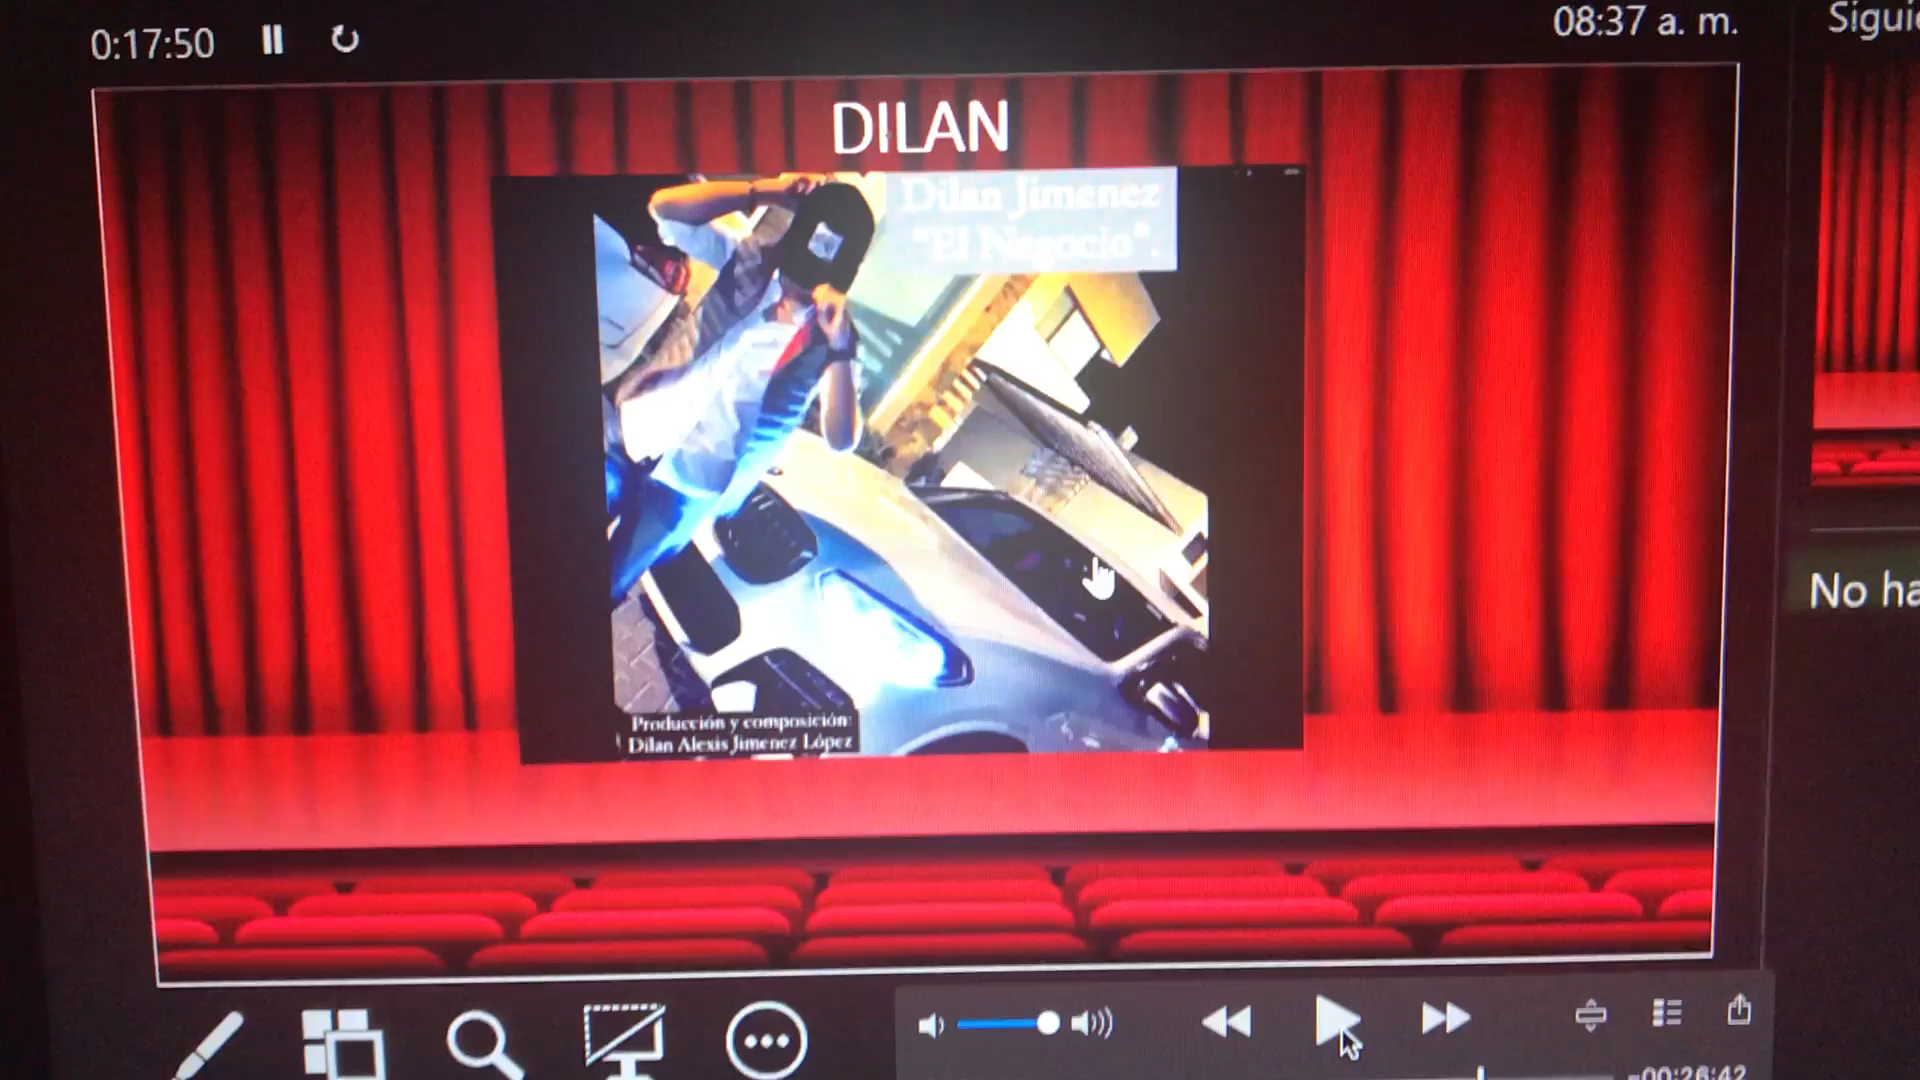 0:17:50
08:37 a. m.
DILAN
Dilan Jimenez
"El Negocio".
Producción y composición:
Dilan Alexis Jimenez López
No ha
-00:26:42